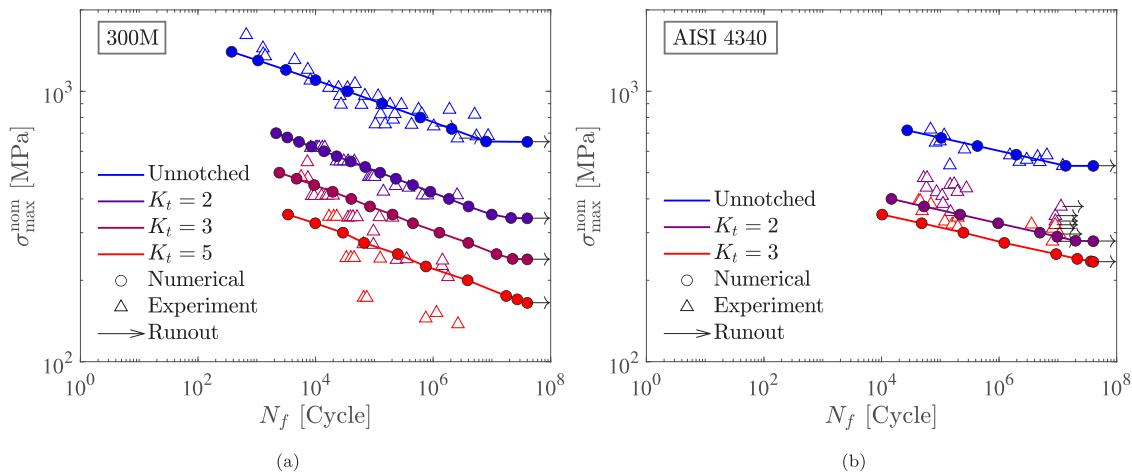 300M
10^3
10^2
σ_max^nom [MPa]
Unnotched
K_t = 2
K_t = 3
K_t = 5
Numerical
Experiment
Runout
10^0
10^2
10^4
10^6
10^8
N_f [Cycle]
(a)
AISI 4340
10^3
10^2
σ_max^nom [MPa]
Unnotched
K_t = 2
K_t = 3
Numerical
Experiment
Runout
10^0
10^2
10^4
10^6
10^8
N_f [Cycle]
(b)